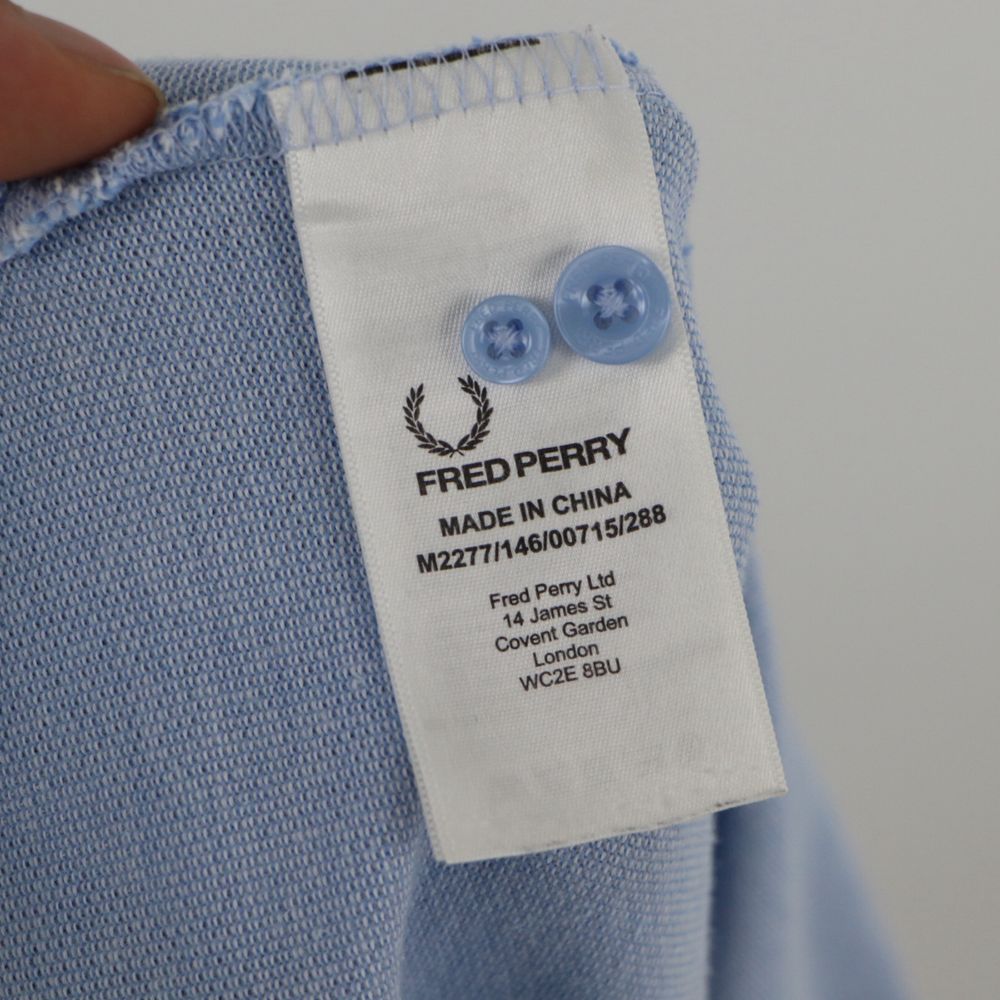 FRED PERRY
MADE IN CHINA
M2277/146/00715/288
Fred Perry Ltd
14 James St
Covent Garden
London
WC2E 8BU